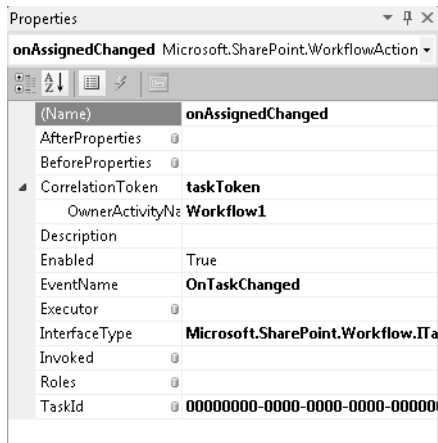 Properties
onAssignedChanged Microsoft.SharePoint.WorkflowAction
(Name) onAssignedChanged
AfterProperties
BeforeProperties
CorrelationToken taskToken
OwnerActivityNa Workflow1
Description
Enabled True
EventName OnTaskChanged
Executor
InterfaceType Microsoft.SharePoint.Workflow.ITa
Invoked
Roles
TaskId 00000000-0000-0000-0000-000000